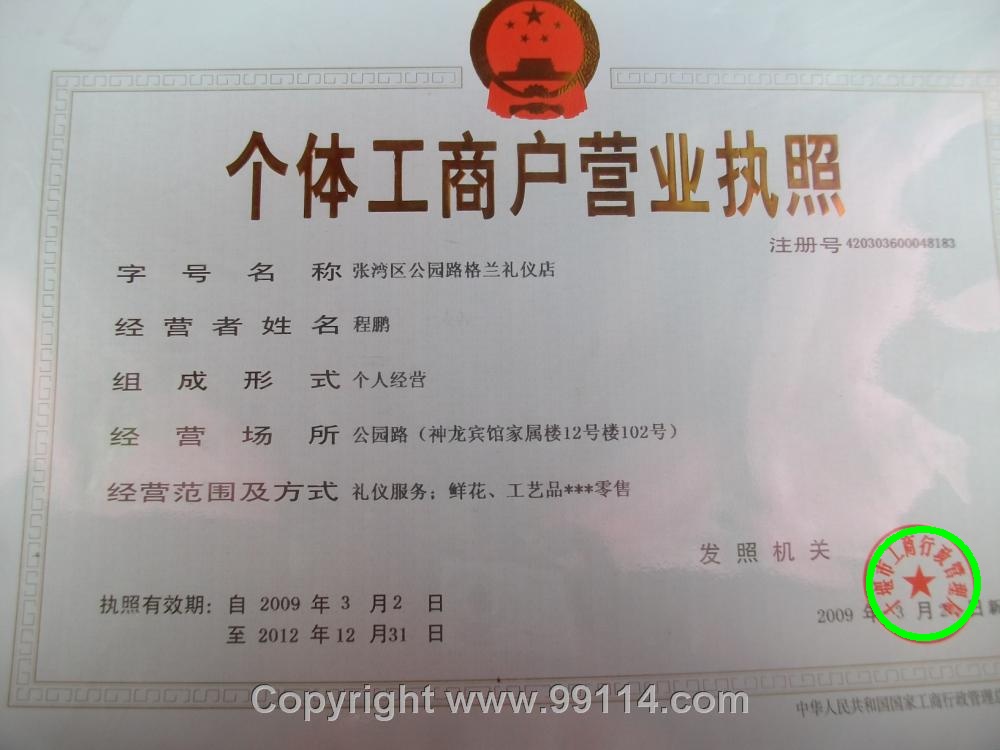 个体工商户营业执照
注册号 420303600048183
字号名称 张湾区公园路格兰礼仪店
经营者姓名 程鹏
组成形式 个人经营
经营场所 公园路（神龙宾馆家属楼12号楼102号）
经营范围及方式 礼仪服务；鲜花、工艺品***零售
发照机关
堰市工商行政管理局
执照有效期：自 2009 年 3 月 2 日
2009 年 3 月 2 日
至 2012 年 12 月 31 日
中华人民共和国国家工商行政管理
Copyright www.99114.com